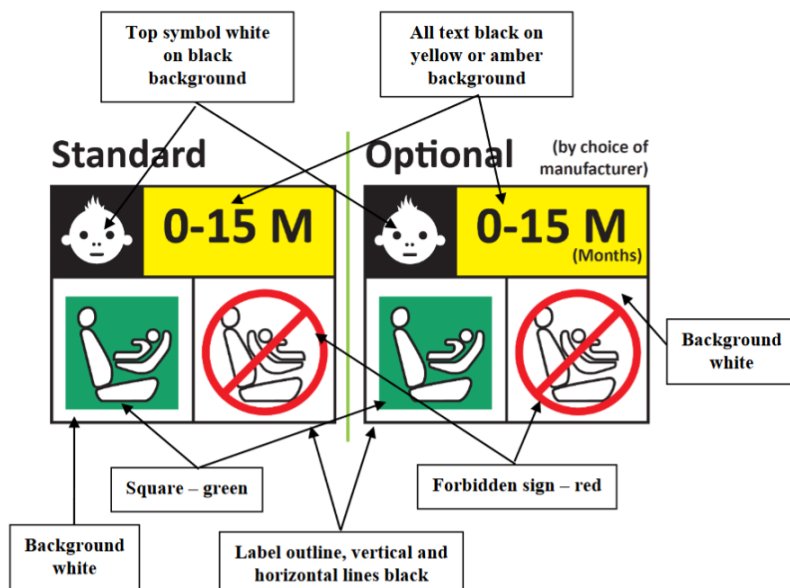 Top symbol white
on black
background
All text black on
yellow or amber
background
Standard
Optional
(by choice of
manufacturer)
0-15 M
0-15 M
(Months)
Background
white
Square – green
Forbidden sign – red
Background
white
Label outline, vertical and
horizontal lines black